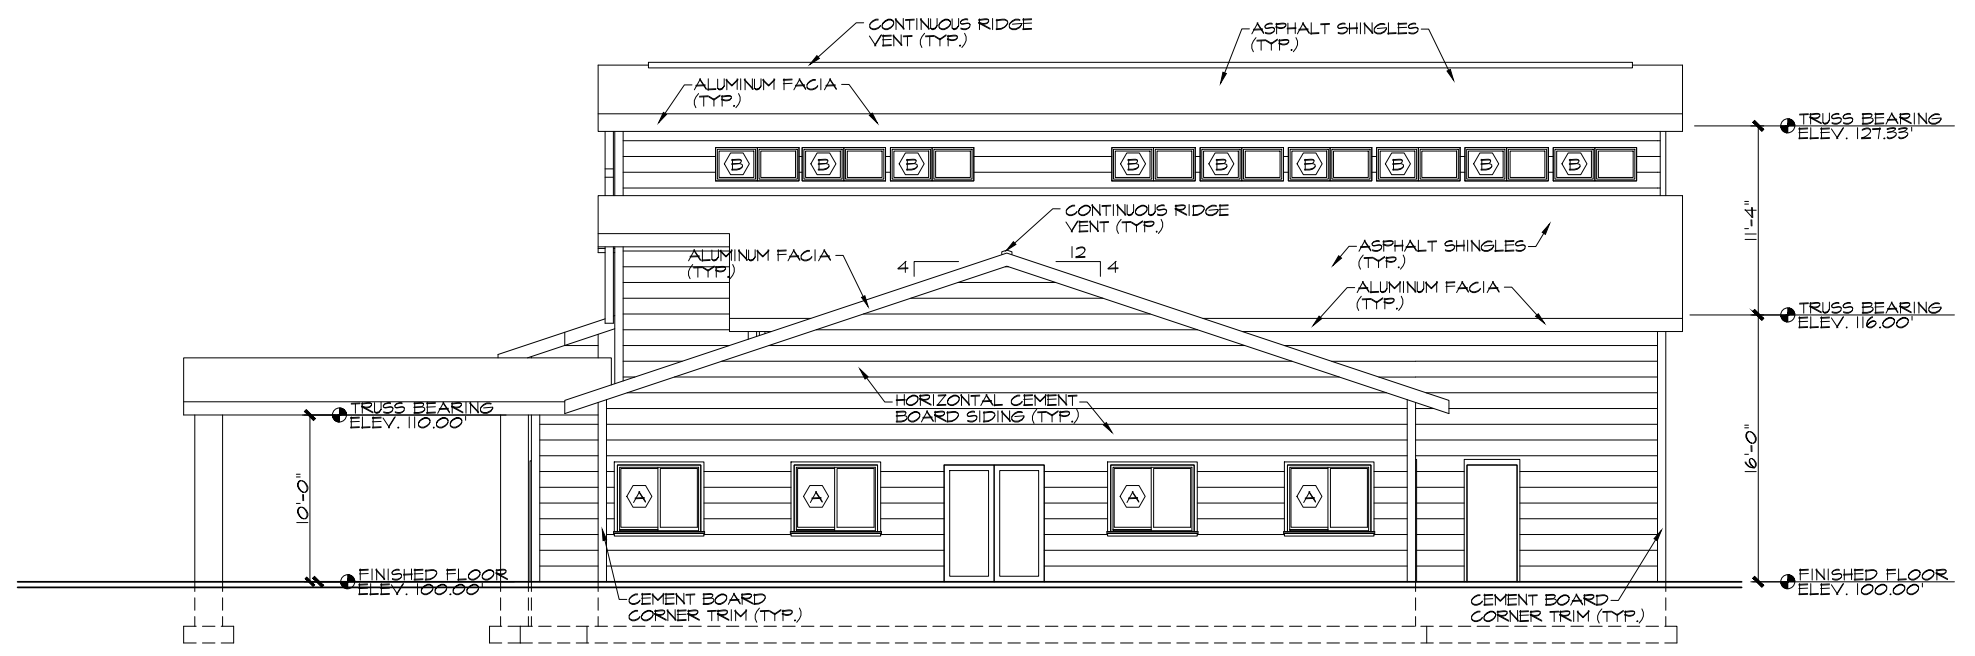 CONTINUOUS RIDGE
VENT (TYP.)
ASPHALT SHINGLES
(TYP.)
ALUMINUM FACIA
(TYP.)
TRUSS BEARING
ELEV. 127.33'
B
B
B
B
B
B
B
B
B
CONTINUOUS RIDGE
VENT (TYP.)
11'-4"
ALUMINUM FACIA
(TYP.)
4
12
4
ASPHALT SHINGLES
(TYP.)
ALUMINUM FACIA
(TYP.)
TRUSS BEARING
ELEV. 116.00'
TRUSS BEARING
ELEV. 110.00'
HORIZONTAL CEMENT
BOARD SIDING (TYP.)
16'-0"
10'-0"
A
A
A
A
FINISHED FLOOR
ELEV. 100.00'
FINISHED FLOOR
ELEV. 100.00'
CEMENT BOARD
CORNER TRIM (TYP.)
CEMENT BOARD
CORNER TRIM (TYP.)